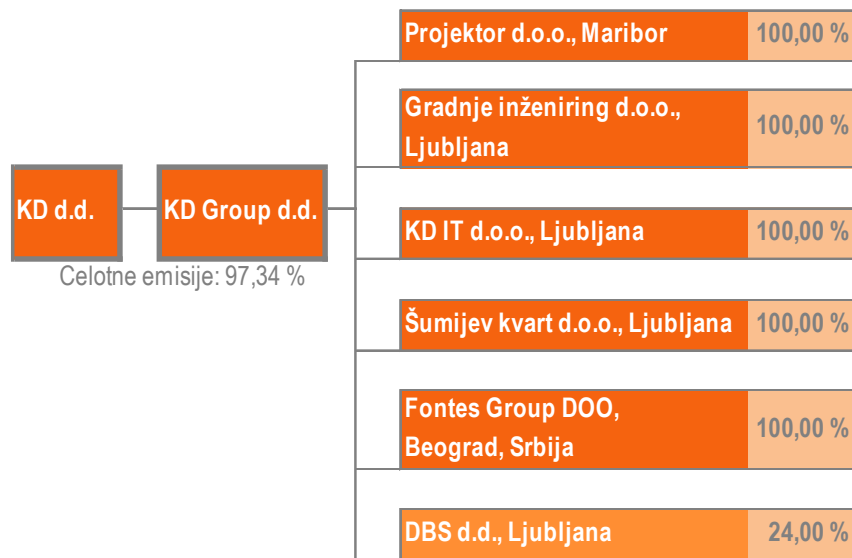 KD d.d.
KD Group d.d.
Celotne emisije: 97,34 %
Projektor d.o.o., Maribor 100,00 %
Gradnje inženiring d.o.o.,
Ljubljana 100,00 %
KD IT d.o.o., Ljubljana 100,00 %
Šumijev kvart d.o.o., Ljubljana 100,00 %
Fontes Group DOO,
Beograd, Srbija 100,00 %
DBS d.d., Ljubljana 24,00 %